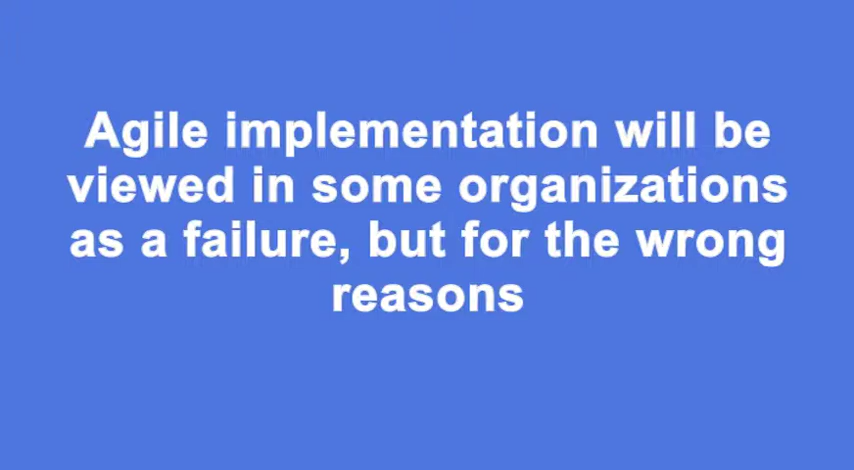 Agile implementation will be
viewed in some organizations
as a failure, but for the wrong
reasons